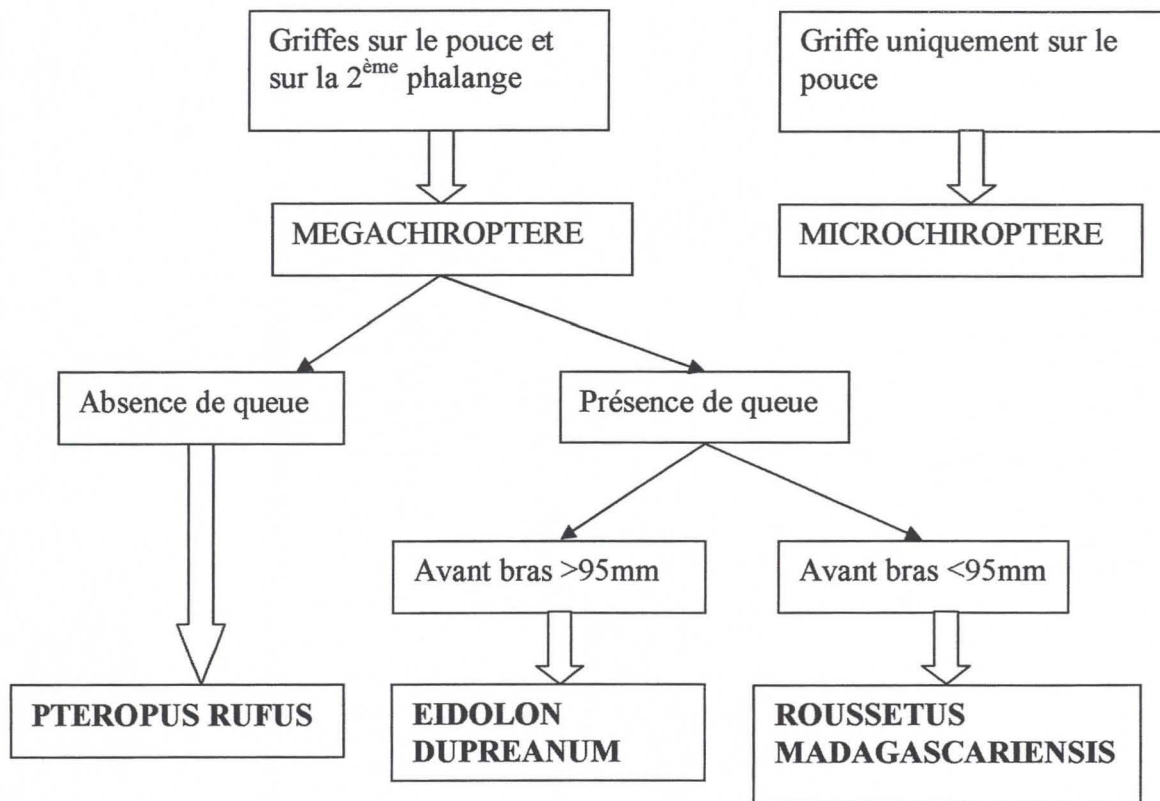 Griffes sur le pouce et
sur la 2ème phalange
Griffe uniquement sur le
pouce
MEGACHIROPTERE
MICROCHIROPTERE
Absence de queue
Présence de queue
Avant bras >95mm
Avant bras <95mm
PTEROPUS RUFUS
EIDOLON
DUPREANUM
ROUSSETUS
MADAGASCARIENSIS